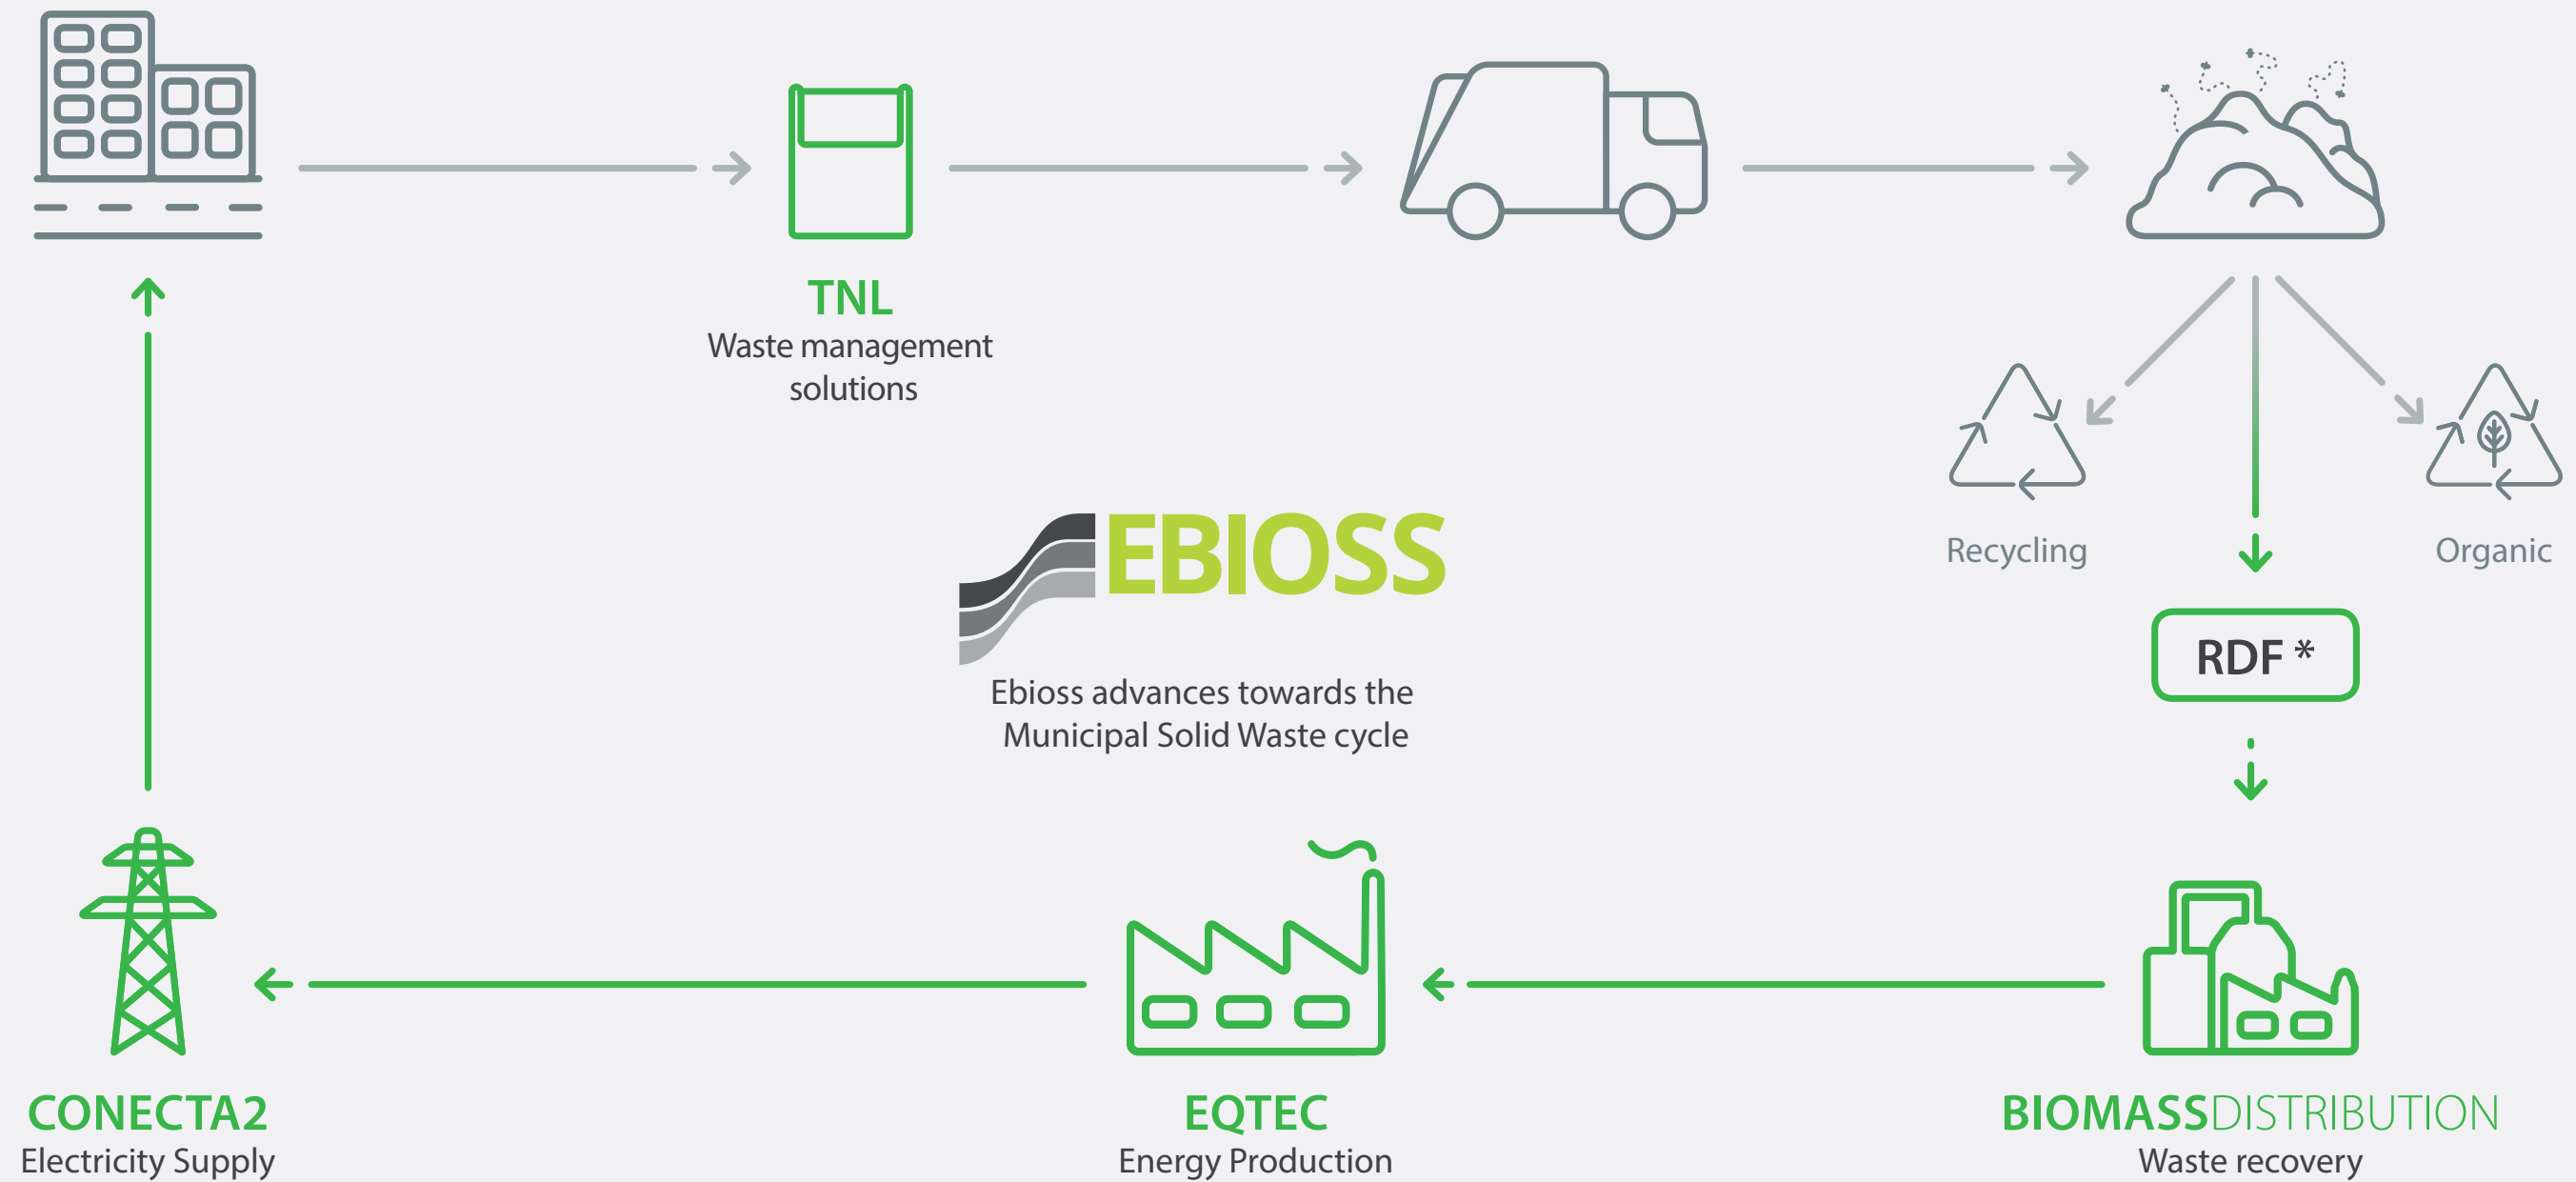 TNL
Waste management
solutions
Recycling
Organic
EBIOSS
Ebioss advances towards the
Municipal Solid Waste cycle
RDF *
CONECTA2
Electricity Supply
EQTEC
Energy Production
BIOMASSDISTRIBUTION
Waste recovery